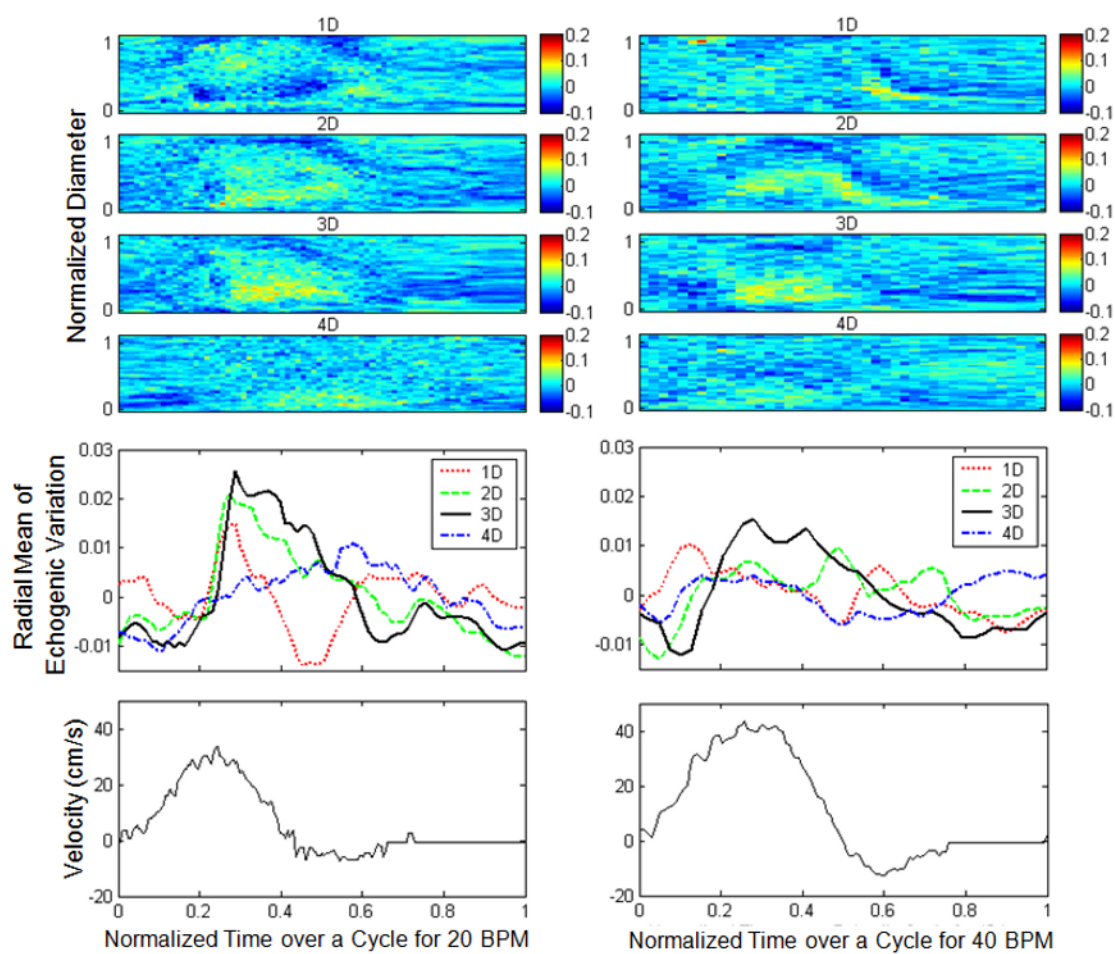 1D
1D
1
0
0.2
0.1
0
-0.1
1
0
0.2
0.1
0
-0.1
2D
2D
1
0
0.2
0.1
0
-0.1
1
0
0.2
0.1
0
-0.1
3D
3D
1
0
0.2
0.1
0
-0.1
1
0
0.2
0.1
0
-0.1
4D
4D
1
0
0.2
0.1
0
-0.1
1
0
0.2
0.1
0
-0.1
Normalized Diameter
0.03
0.02
0.01
0
-0.01
1D
2D
3D
4D
0.03
0.02
0.01
0
-0.01
1D
2D
3D
4D
Radial Mean of
Echogenic Variation
40
20
0
-20
40
20
0
-20
Velocity (cm/s)
0 0.2 0.4 0.6 0.8 1
0 0.2 0.4 0.6 0.8 1
Normalized Time over a Cycle for 20 BPM
Normalized Time over a Cycle for 40 BPM